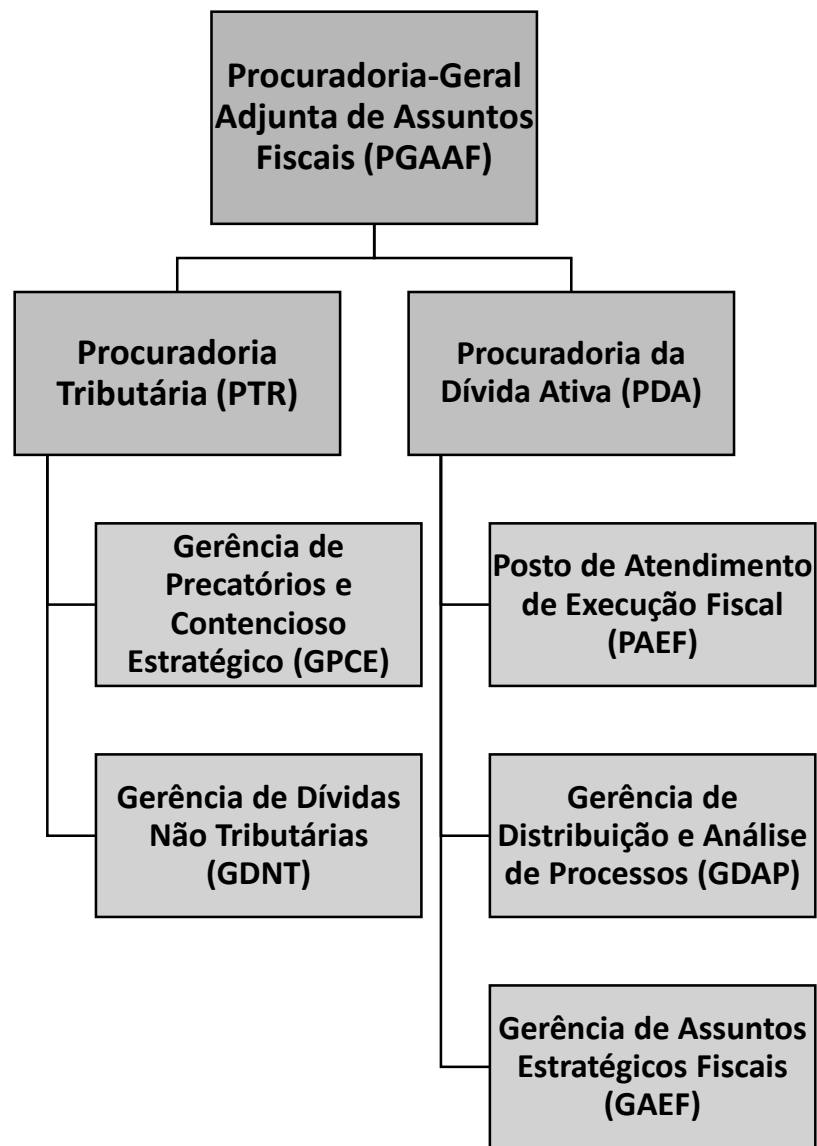 Procuradoria-Geral
Adjunta de Assuntos
Fiscais (PGAAF)
Procuradoria
Tributária (PTR)
Procuradoria da
Dívida Ativa (PDA)
Gerência de
Precatórios e
Contencioso
Estratégico (GPCE)
Posto de Atendimento
de Execução Fiscal
(PAEF)
Gerência de Dívidas
Não Tributárias
(GDNT)
Gerência de
Distribuição e Análise
de Processos (GDAP)
Gerência de Assuntos
Estratégicos Fiscais
(GAEF)